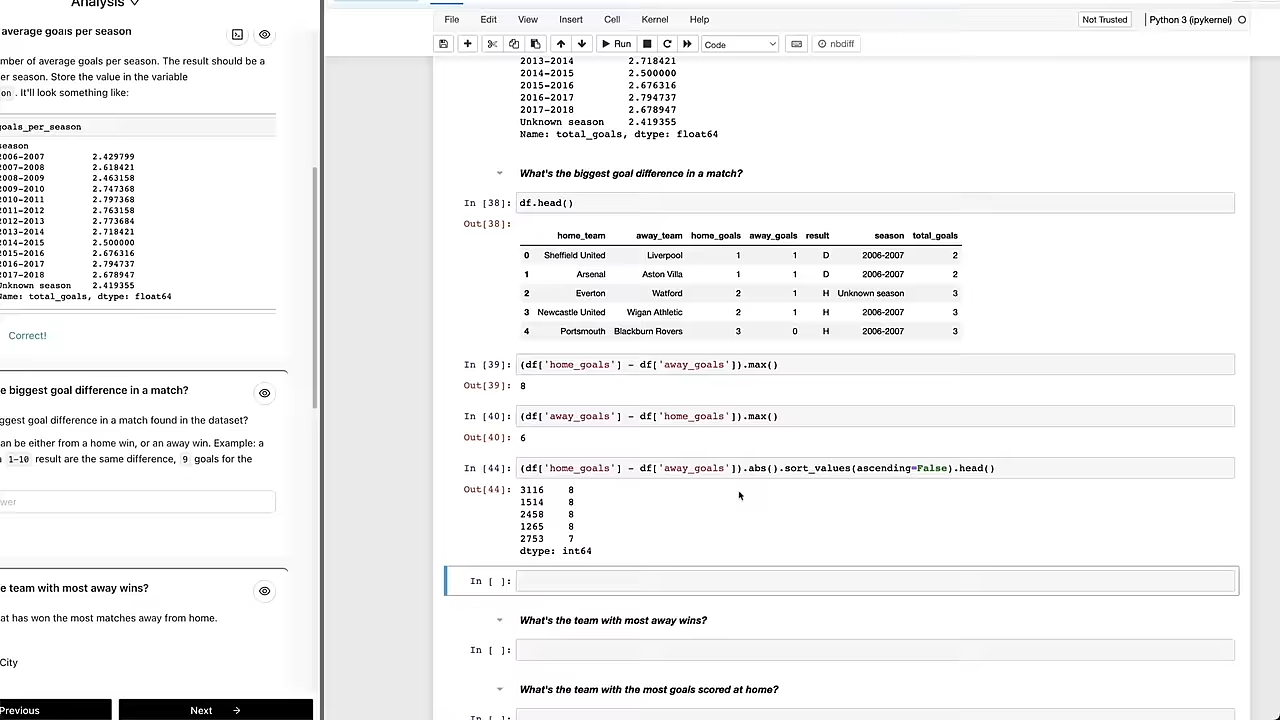 Analysis
average goals per season
mber of average goals per season. The result should be a
er season. Store the value in the variable
on . It'll look something like:
goals_per_season
season
2006-2007 2.429799
2007-2008 2.618421
2008-2009 2.463158
2009-2010 2.747368
2010-2011 2.797368
2011-2012 2.763158
2012-2013 2.773684
2013-2014 2.718421
2014-2015 2.500000
2015-2016 2.676316
2016-2017 2.794737
2017-2018 2.678947
Unknown season 2.419355
Name: total_goals, dtype: float64
Correct!
e biggest goal difference in a match?
ggest goal difference in a match found in the dataset?
an be either from a home win, or an away win. Example: a
1-10 result are the same difference, 9 goals for the
wer
e team with most away wins?
at has won the most matches away from home.
City
Previous
Next
File Edit View Insert Cell Kernel Help
Not Trusted
Python 3 (ipykernel)
Run
Code
nbdiff
2013-2014 2.718421
2014-2015 2.500000
2015-2016 2.676316
2016-2017 2.794737
2017-2018 2.678947
Unknown season 2.419355
Name: total_goals, dtype: float64
What's the biggest goal difference in a match?
In [38]: df.head()
Out[38]:
home_team away_team home_goals away_goals result season total_goals
0 Sheffield United Liverpool 1 1 D 2006-2007 2
1 Arsenal Aston Villa 1 1 D 2006-2007 2
2 Everton Watford 2 1 H Unknown season 3
3 Newcastle United Wigan Athletic 2 1 H 2006-2007 3
4 Portsmouth Blackburn Rovers 3 0 H 2006-2007 3
In [39]: (df['home_goals'] - df['away_goals']).max()
Out[39]: 8
In [40]: (df['away_goals'] - df['home_goals']).max()
Out[40]: 6
In [44]: (df['home_goals'] - df['away_goals']).abs().sort_values(ascending=False).head()
Out[44]: 3116 8
1514 8
2458 8
1265 8
2753 7
dtype: int64
In [ ]:
What's the team with most away wins?
In [ ]:
What's the team with the most goals scored at home?
In [ ]: